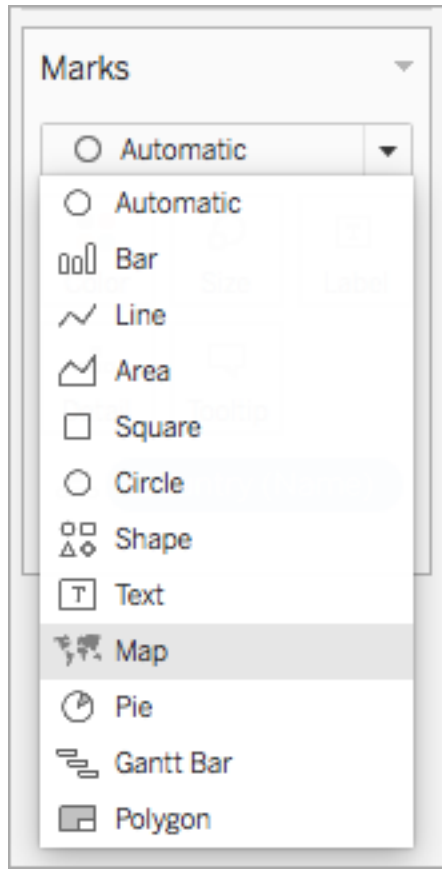 Marks
Automatic
Automatic
Bar
Line
Area
Square
Circle
Shape
Text
Map
Pie
Gantt Bar
Polygon